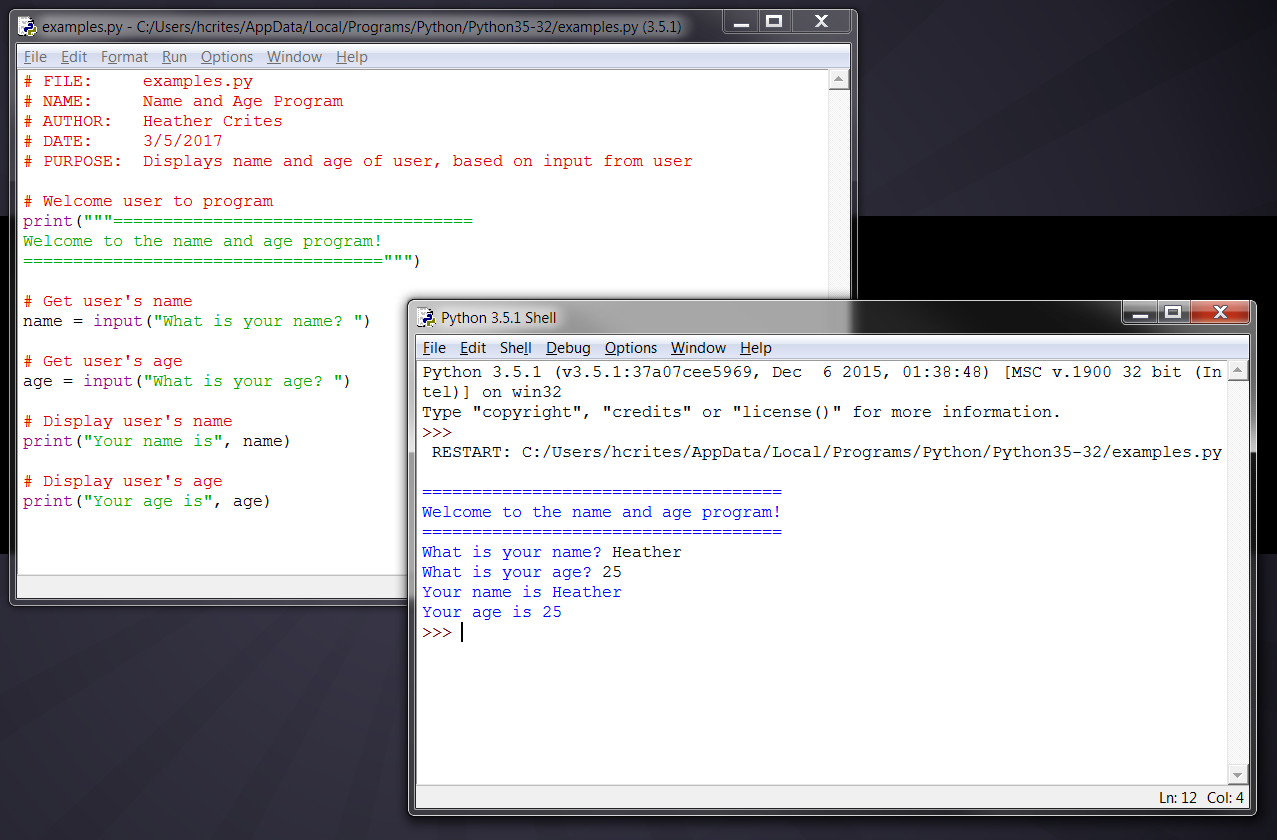 examples.py - C:/Users/hcrites/AppData/Local/Programs/Python/Python35-32/examples.py (3.5.1)
File Edit Format Run Options Window Help
# FILE:     examples.py
# NAME:     Name and Age Program
# AUTHOR:   Heather Crites
# DATE:     3/5/2017
# PURPOSE:  Displays name and age of user, based on input from user
# Welcome user to program
print("""====================================
Welcome to the name and age program!
====================================""")
# Get user's name
name = input("What is your name? ")
# Get user's age
age = input("What is your age? ")
# Display user's name
print("Your name is", name)
# Display user's age
print("Your age is", age)
Python 3.5.1 Shell
File Edit Shell Debug Options Window Help
Python 3.5.1 (v3.5.1:37a07cee5969, Dec  6 2015, 01:38:48) [MSC v.1900 32 bit (In
tel)] on win32
Type "copyright", "credits" or "license()" for more information.
>>>
 RESTART: C:/Users/hcrites/AppData/Local/Programs/Python/Python35-32/examples.py
====================================
Welcome to the name and age program!
====================================
What is your name? Heather
What is your age? 25
Your name is Heather
Your age is 25
>>>
Ln: 12 Col: 4